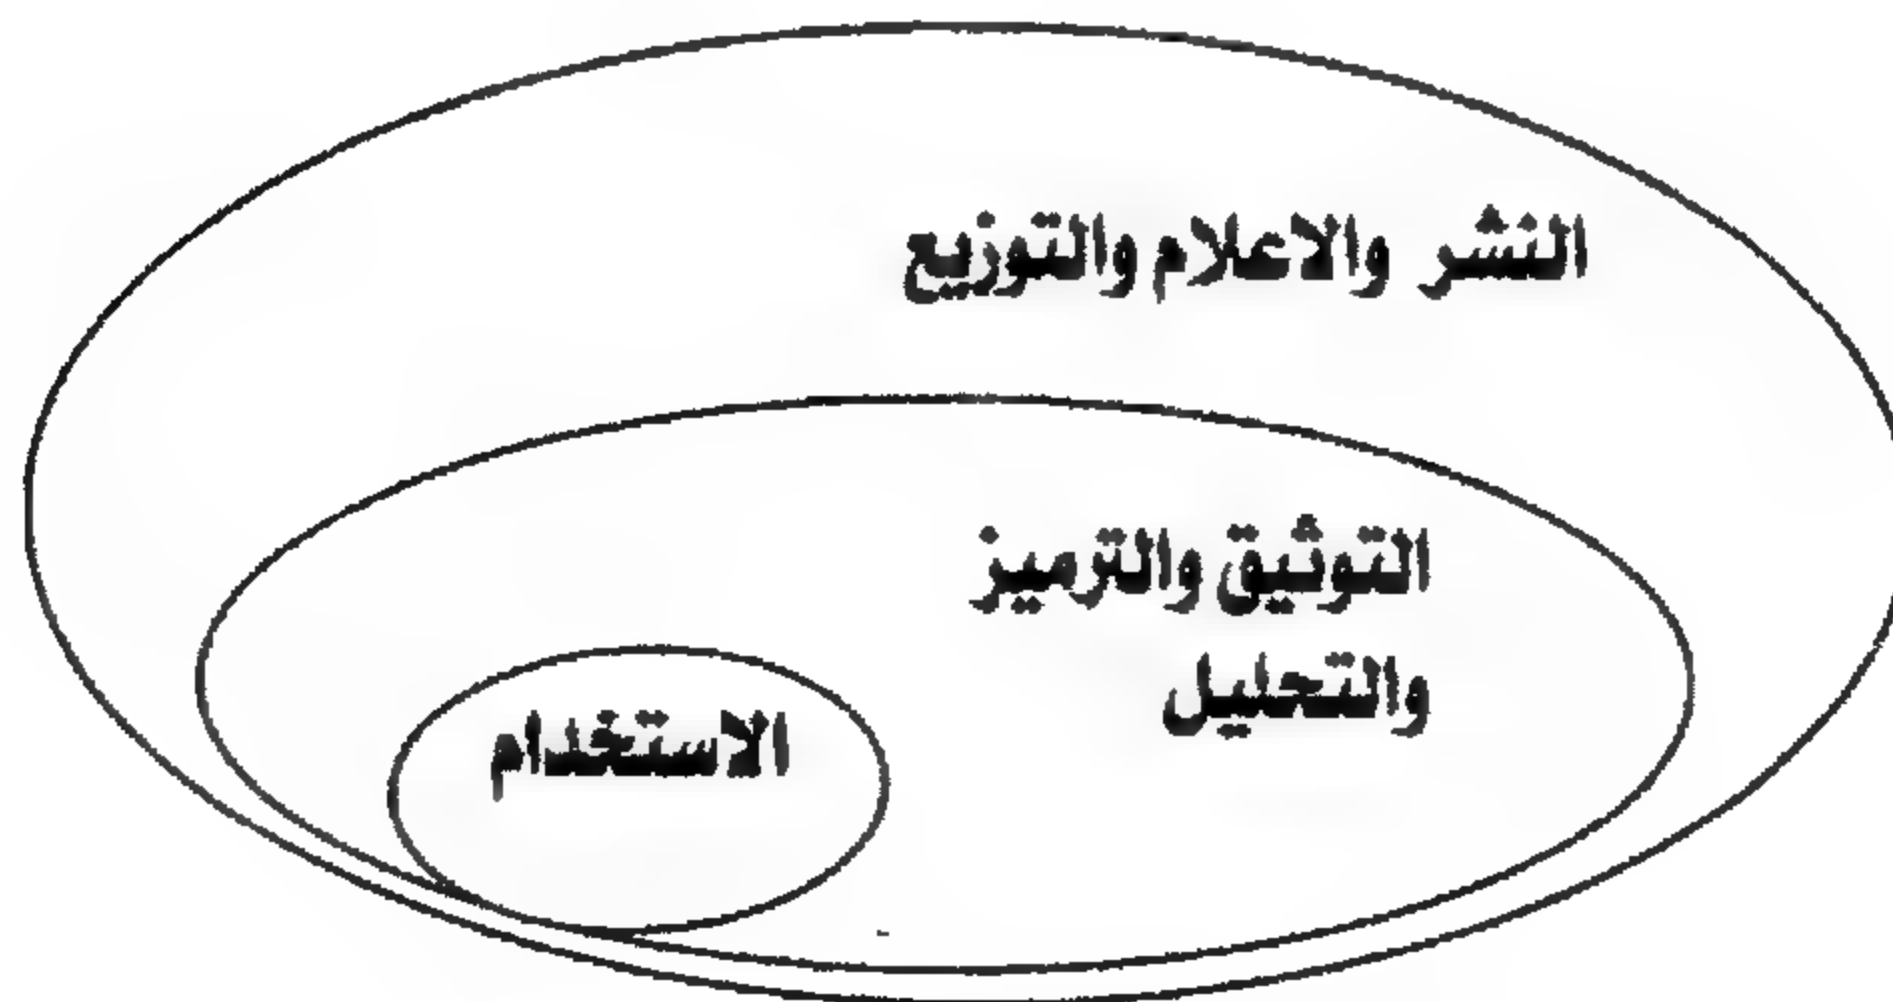 النشر والاعلام والتوزيع
التوثيق والترميز
والتحليل
الاستخدام